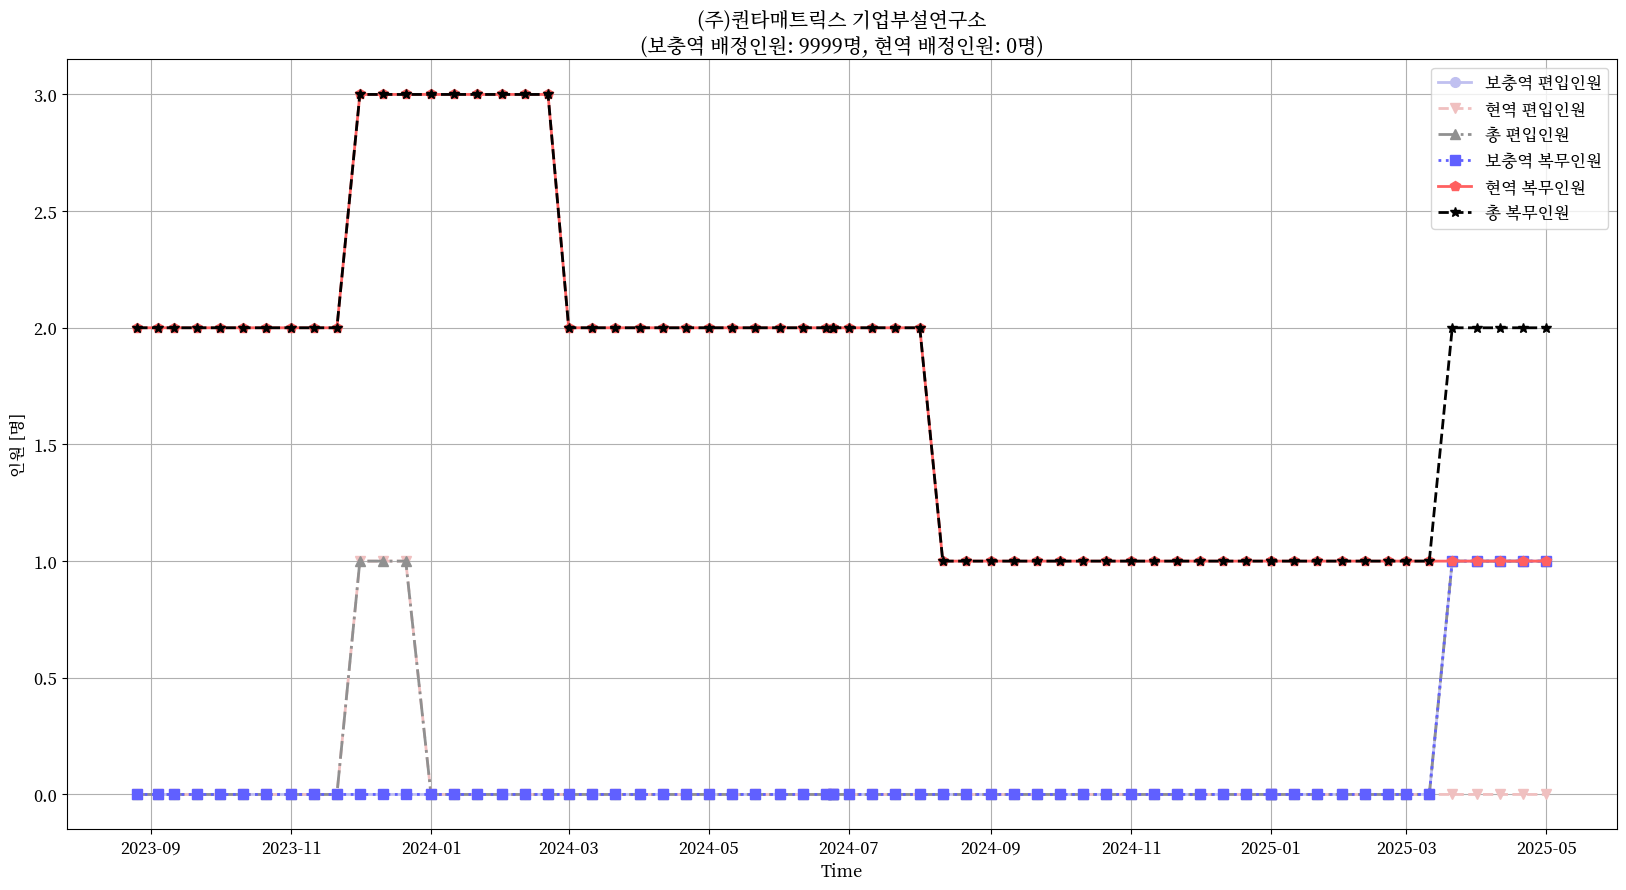 (주)퀀타매트릭스 기업부설연구소
(보충역 배정인원: 9999명, 현역 배정인원: 0명)
보충역 편입인원
현역 편입인원
총 편입인원
보충역 복무인원
현역 복무인원
총 복무인원
인원 [명]
3.0
2.5
2.0
1.5
1.0
0.5
0.0
2023-09
2023-11
2024-01
2024-03
2024-05
2024-07
2024-09
2024-11
2025-01
2025-03
2025-05
Time